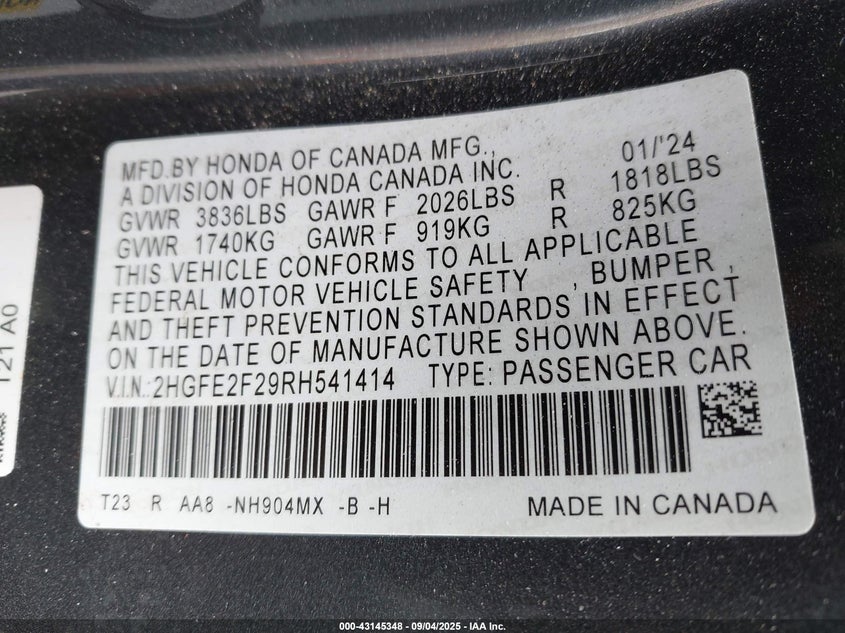 MFD.BY HONDA OF CANADA MFG., 01/'24
A DIVISION OF HONDA CANADA INC.
GVWR 3836LBS GAWR F 2026LBS R 1818LBS
GVWR 1740KG GAWR F 919KG R 825KG
THIS VEHICLE CONFORMS TO ALL APPLICABLE
FEDERAL MOTOR VEHICLE SAFETY , BUMPER ,
AND THEFT PREVENTION STANDARDS IN EFFECT
ON THE DATE OF MANUFACTURE SHOWN ABOVE.
V.I.N.: 2HGFE2F29RH541414 TYPE: PASSENGER CAR
T23 R AA8 -NH904MX -B -H MADE IN CANADA
T21 A0
000-43145348 - 09/04/2025 - IAA Inc.